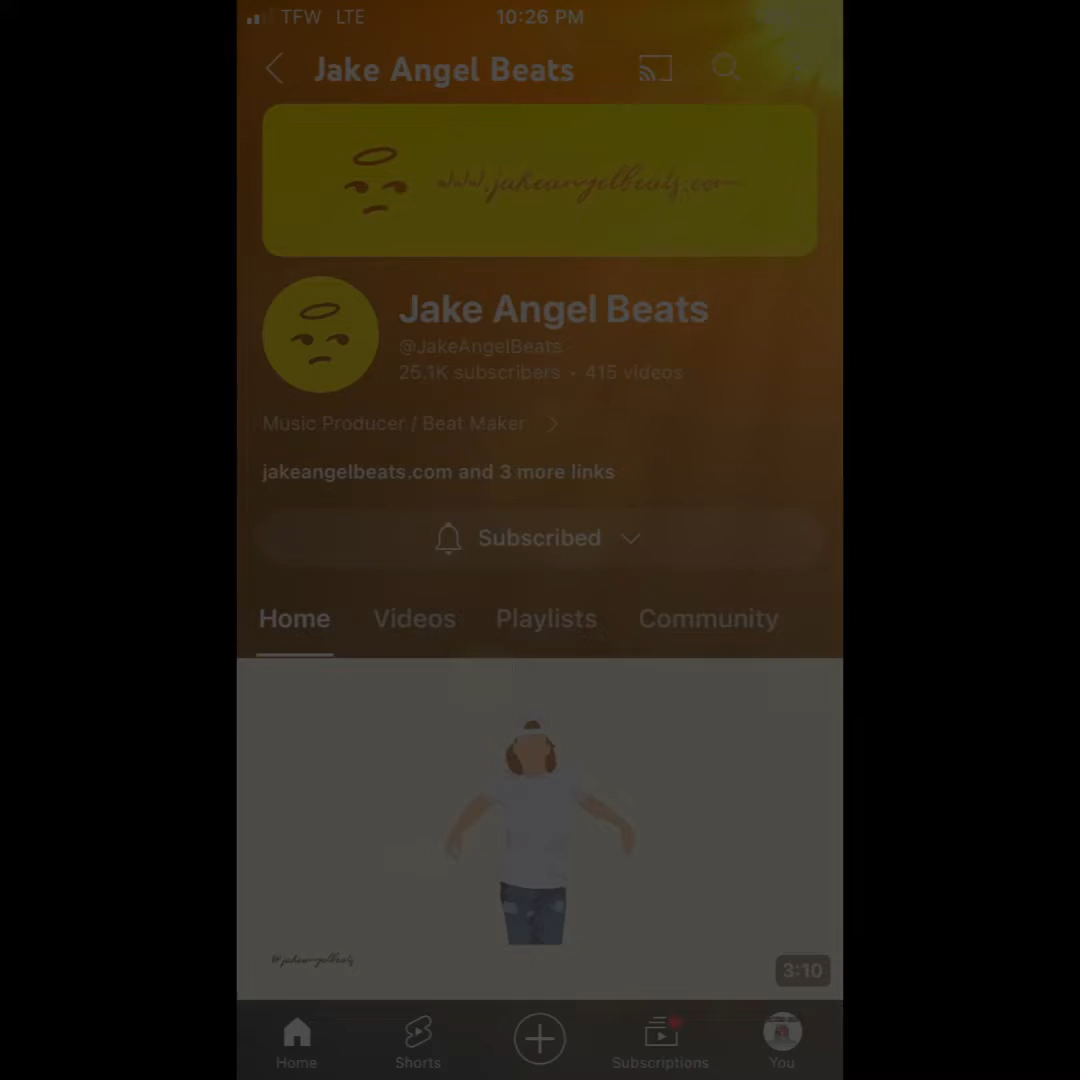 TFW LTE 10:26 PM
Jake Angel Beats
www.jakeangelbeats.com
Jake Angel Beats
@JakeAngelBeats
25.1K subscribers • 415 videos
Music Producer / Beat Maker
jakeangelbeats.com and 3 more links
Subscribed
Home Videos Playlists Community
@jakeangelbeats
3:10
Home Shorts Subscriptions You